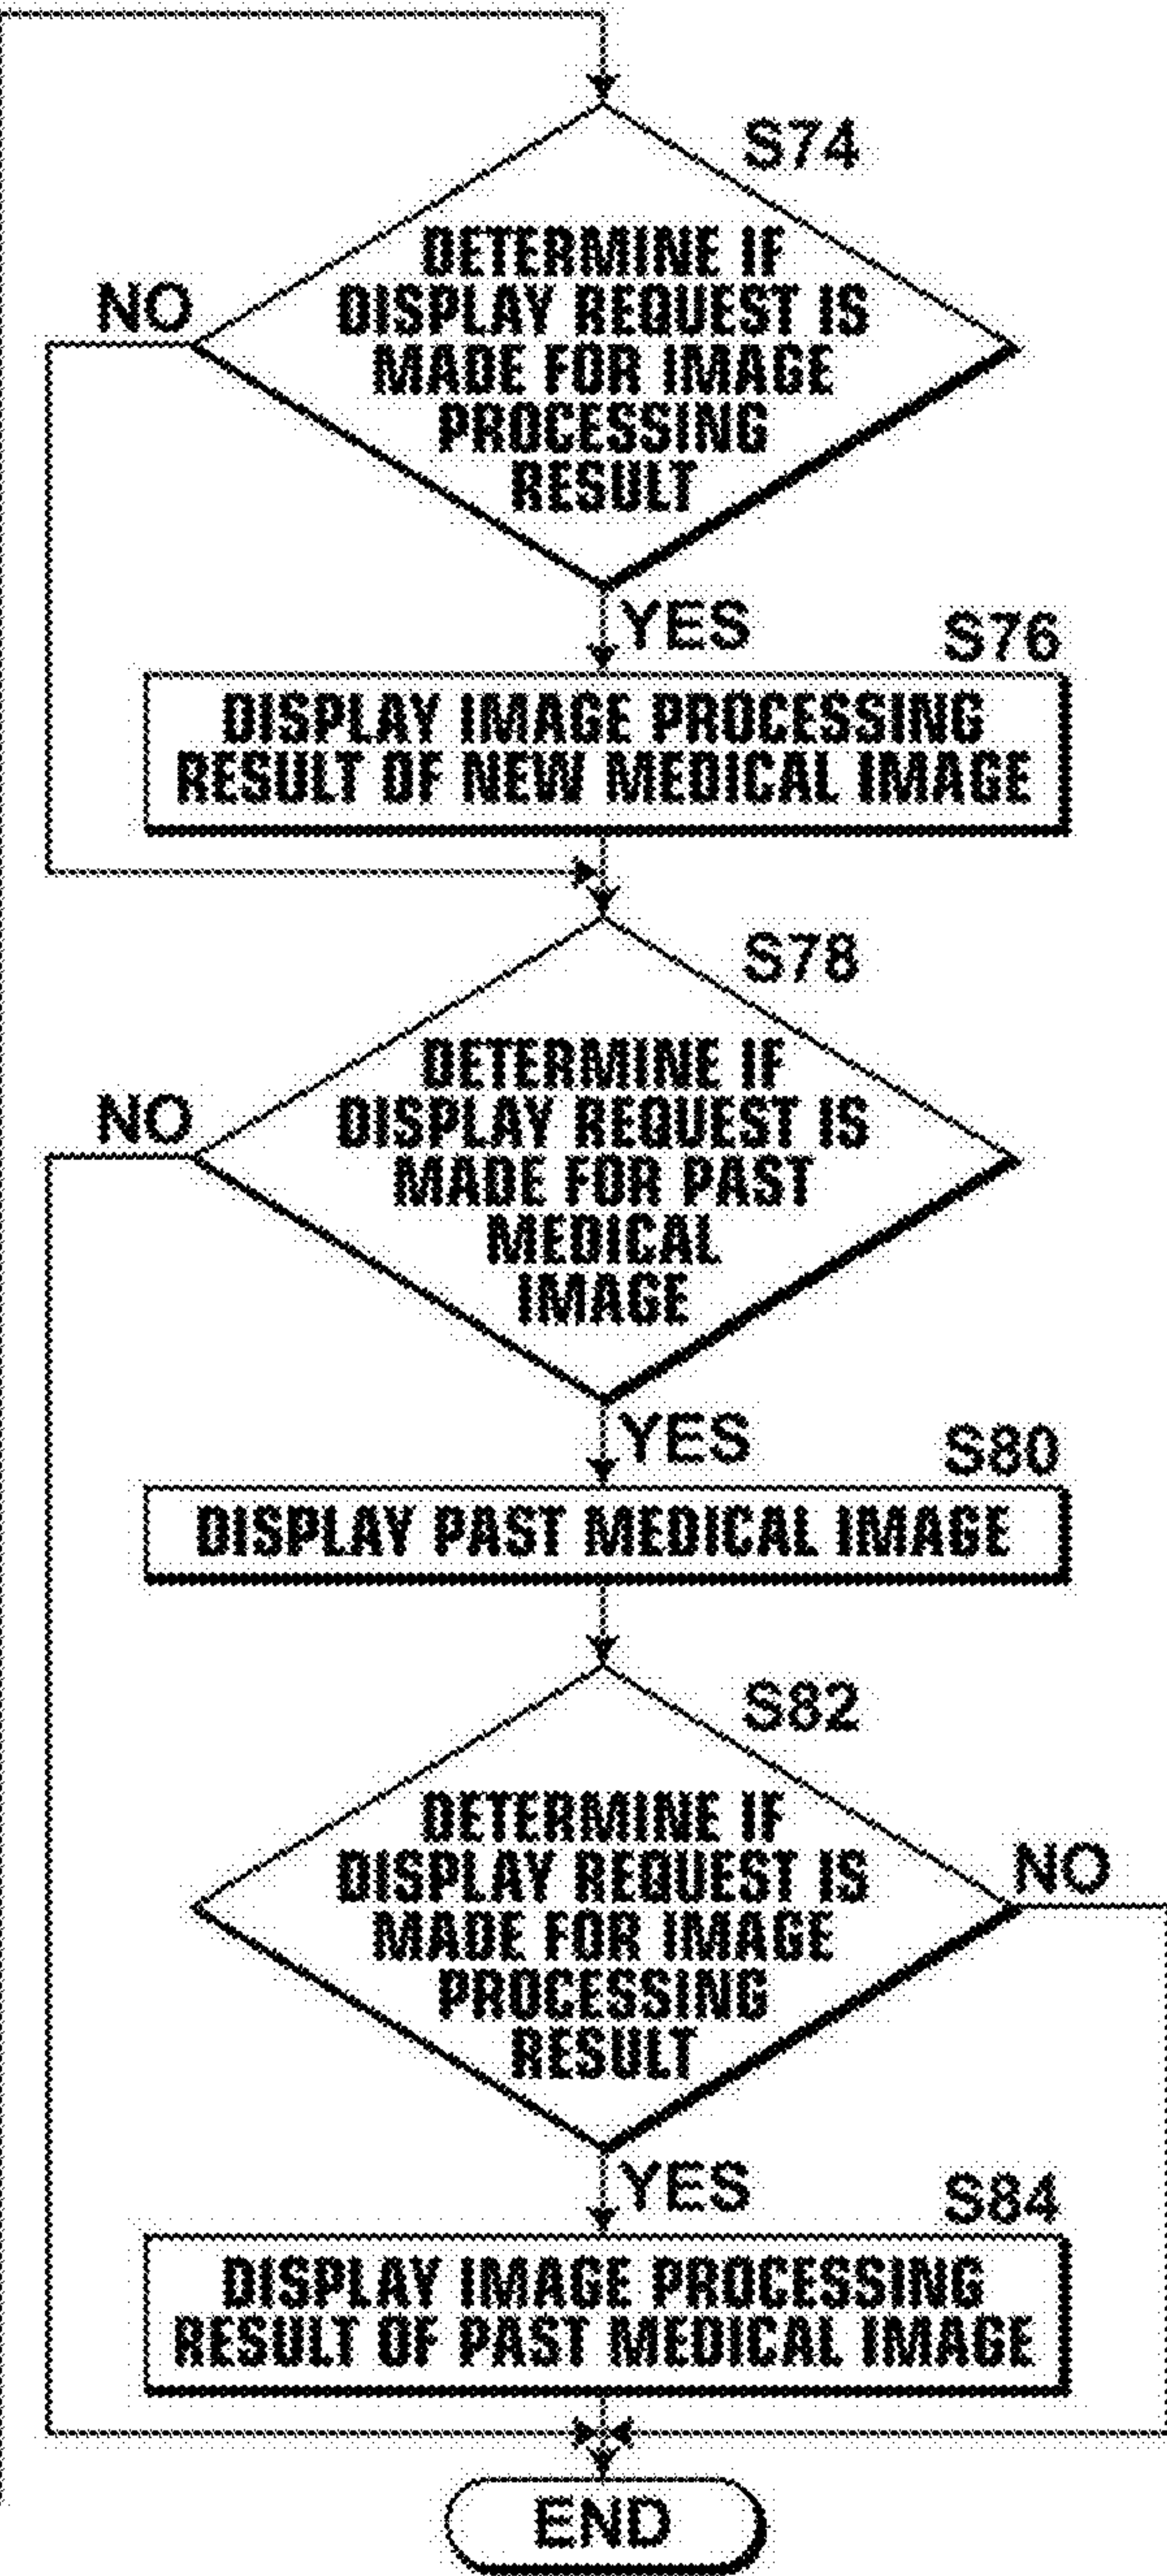 S74
DETERMINE IF
DISPLAY REQUEST IS
MADE FOR IMAGE
PROCESSING
RESULT
NO
YES
S76
DISPLAY IMAGE PROCESSING
RESULT OF NEW MEDICAL IMAGE
S78
DETERMINE IF
DISPLAY REQUEST IS
MADE FOR PAST
MEDICAL
IMAGE
NO
YES
S80
DISPLAY PAST MEDICAL IMAGE
S82
DETERMINE IF
DISPLAY REQUEST IS
MADE FOR IMAGE
PROCESSING
RESULT
NO
YES
S84
DISPLAY IMAGE PROCESSING
RESULT OF PAST MEDICAL IMAGE
END